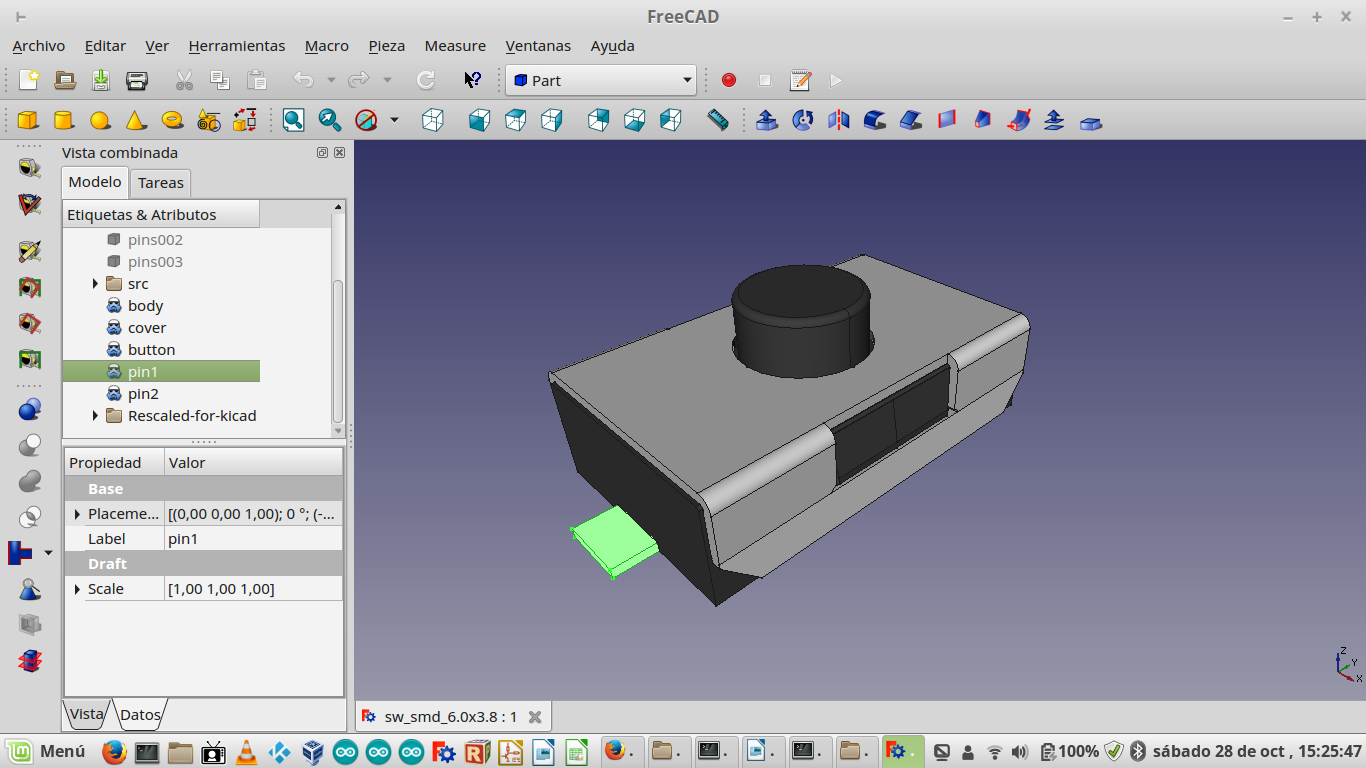 FreeCAD
Archivo Editar Ver Herramientas Macro Pieza Measure Ventanas Ayuda
Part
Vista combinada
Modelo Tareas
Etiquetas & Atributos
pins002
pins003
src
body
cover
button
pin1
pin2
Rescaled-for-kicad
Propiedad Valor
Base
Placeme... [(0,00 0,00 1,00); 0 °; (-...
Label pin1
Draft
Scale [1,00 1,00 1,00]
Z
Y
X
Vista Datos
sw_smd_6.0x3.8 : 1
Menú 100% sábado 28 de oct , 15:25:47